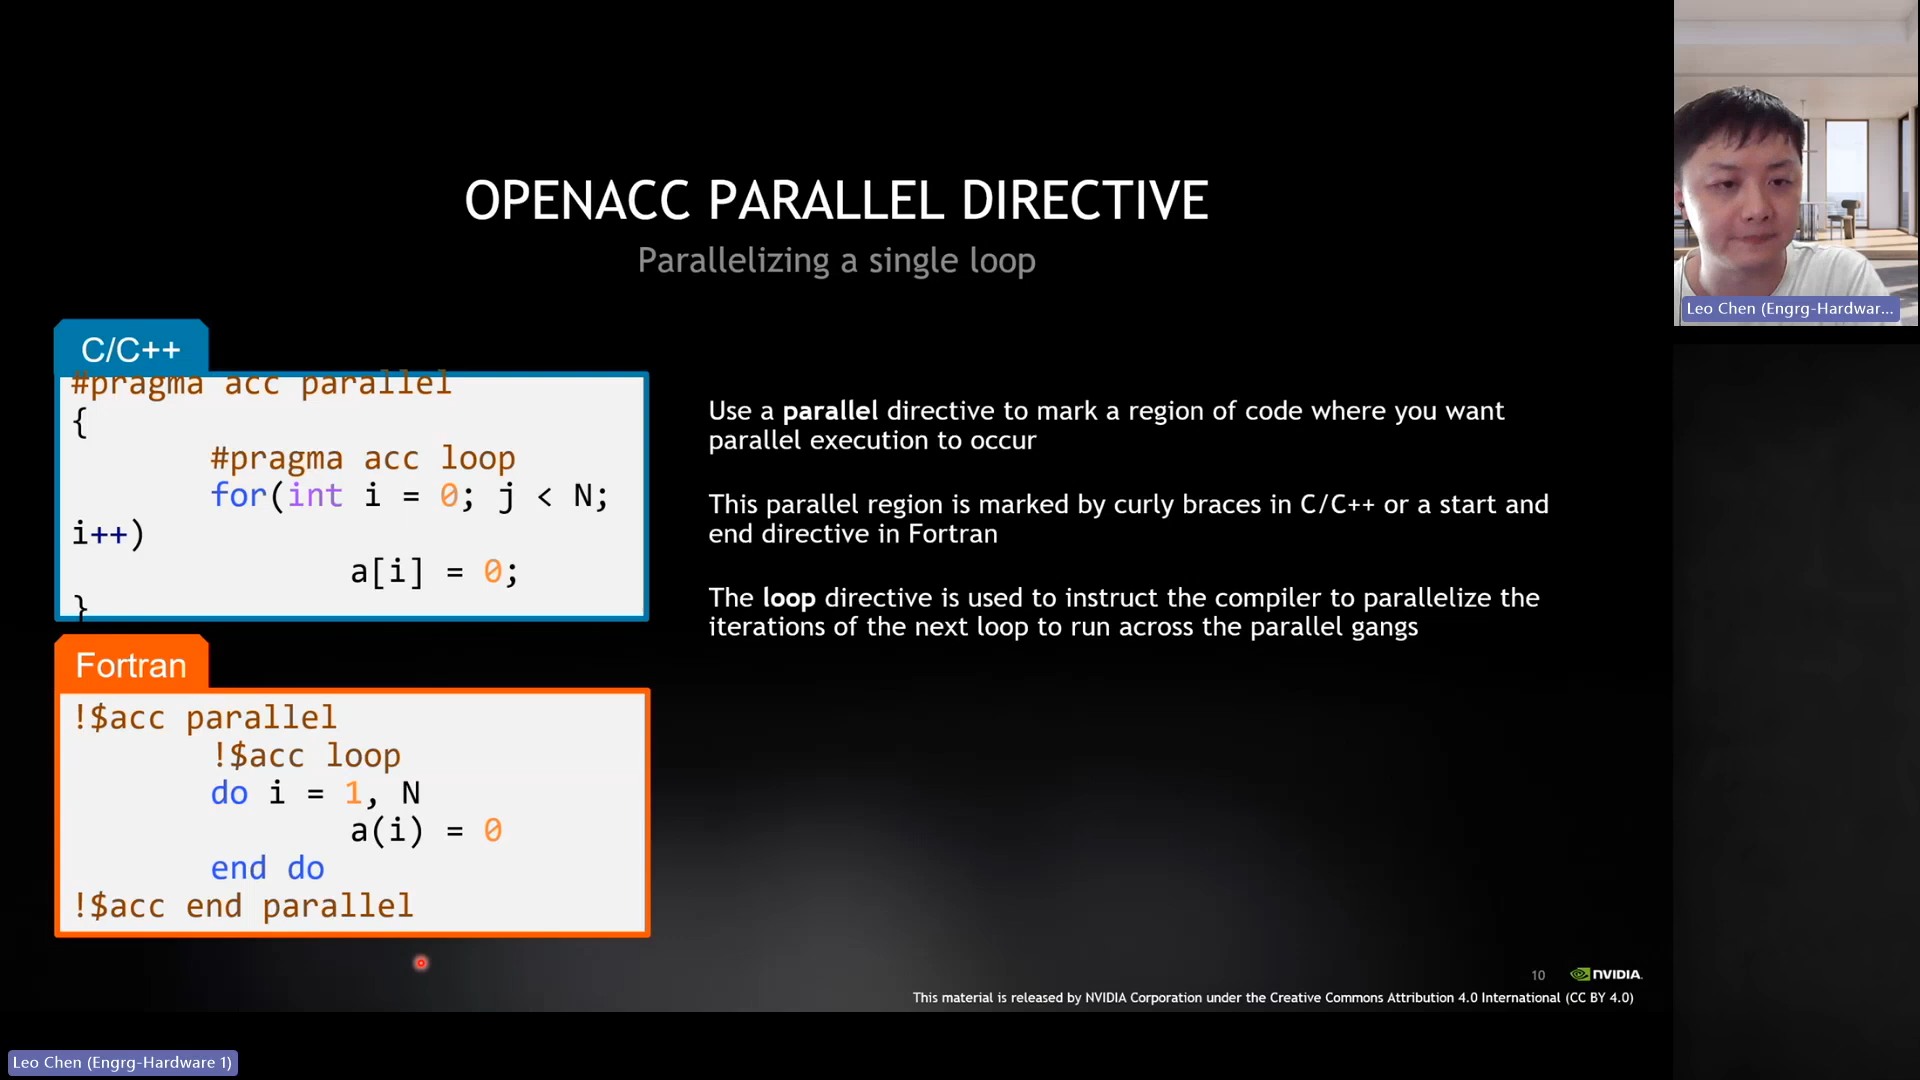 OPENACC PARALLEL DIRECTIVE
Parallelizing a single loop
C/C++
#pragma acc parallel
{
#pragma acc loop
for(int i = 0; j < N;
i++)
a[i] = 0;
}
Fortran
!$acc parallel
!$acc loop
do i = 1, N
a(i) = 0
end do
!$acc end parallel
Use a parallel directive to mark a region of code where you want
parallel execution to occur
This parallel region is marked by curly braces in C/C++ or a start and
end directive in Fortran
The loop directive is used to instruct the compiler to parallelize the
iterations of the next loop to run across the parallel gangs
10
NVIDIA.
This material is released by NVIDIA Corporation under the Creative Commons Attribution 4.0 International (CC BY 4.0)
Leo Chen (Engrg-Hardwar...
Leo Chen (Engrg-Hardware 1)